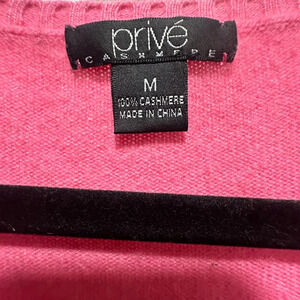 privé
CASHMERE
M
100% CASHMERE
MADE IN CHINA